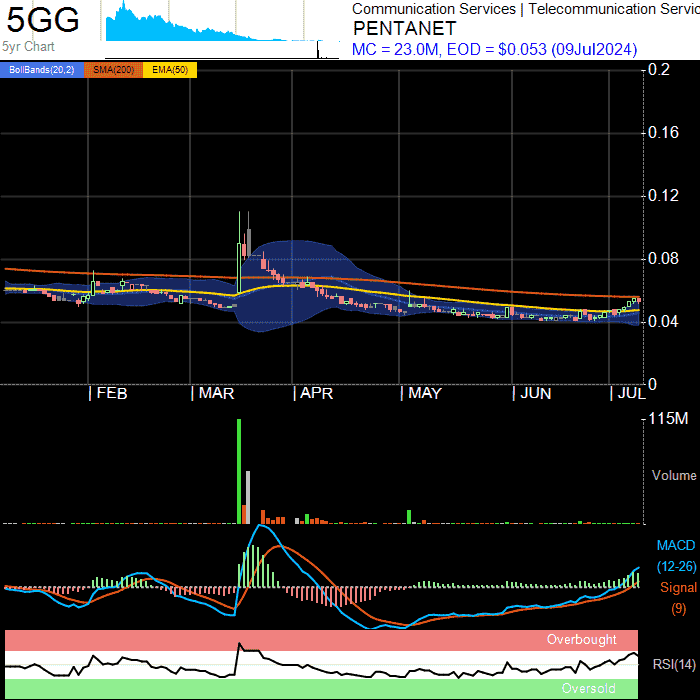 5GG
5yr Chart
Communication Services | Telecommunication Servic
PENTANET
MC = 23.0M, EOD = $0.053 (09Jul2024)
BollBands(20,2) SMA(200) EMA(50)
0.2
0.16
0.12
0.08
0.04
0
FEB MAR APR MAY JUN JUL
115M
Volume
MACD
(12-26)
Signal
(9)
Overbought
RSI(14)
Oversold